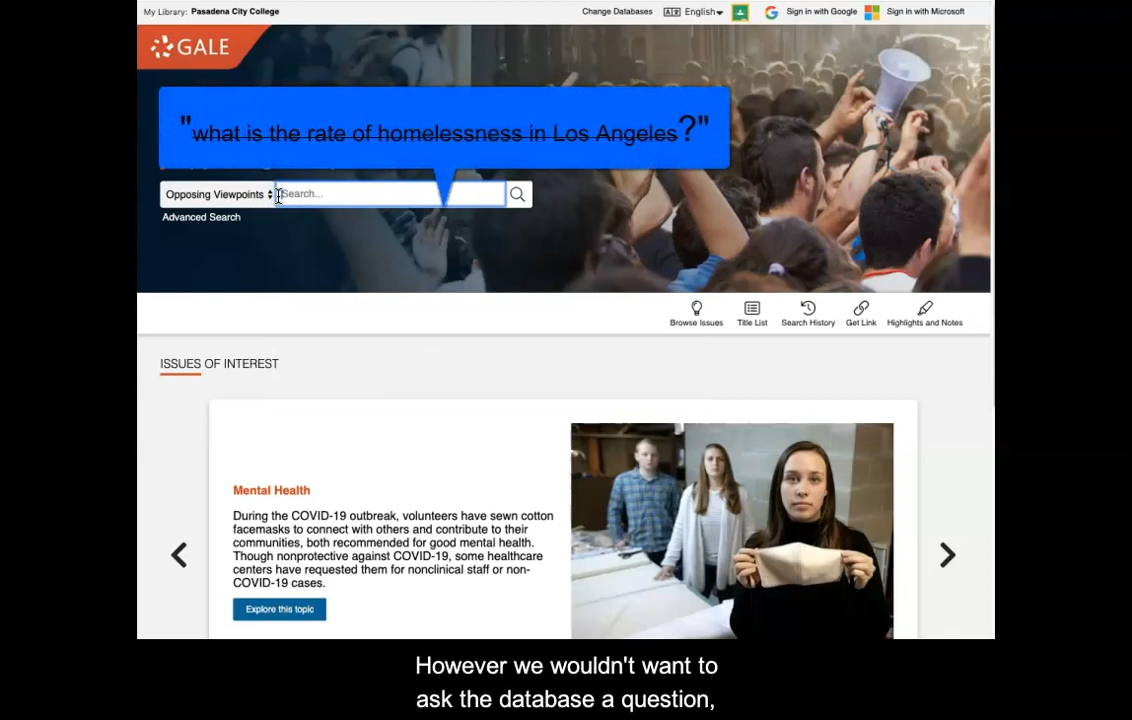 My Library: Pasadena City College
Change Databases
English
Sign in with Google
Sign in with Microsoft
GALE
"what is the rate of homelessness in Los Angeles?"
Opposing Viewpoints
Search...
Advanced Search
Browse Issues
Title List
Search History
Get Link
Highlights and Notes
ISSUES OF INTEREST
Mental Health
During the COVID-19 outbreak, volunteers have sewn cotton
facemasks to connect with others and contribute to their
communities, both recommended for good mental health.
Though nonprotective against COVID-19, some healthcare
centers have requested them for nonclinical staff or non-
COVID-19 cases.
Explore this topic
However we wouldn't want to
ask the database a question,